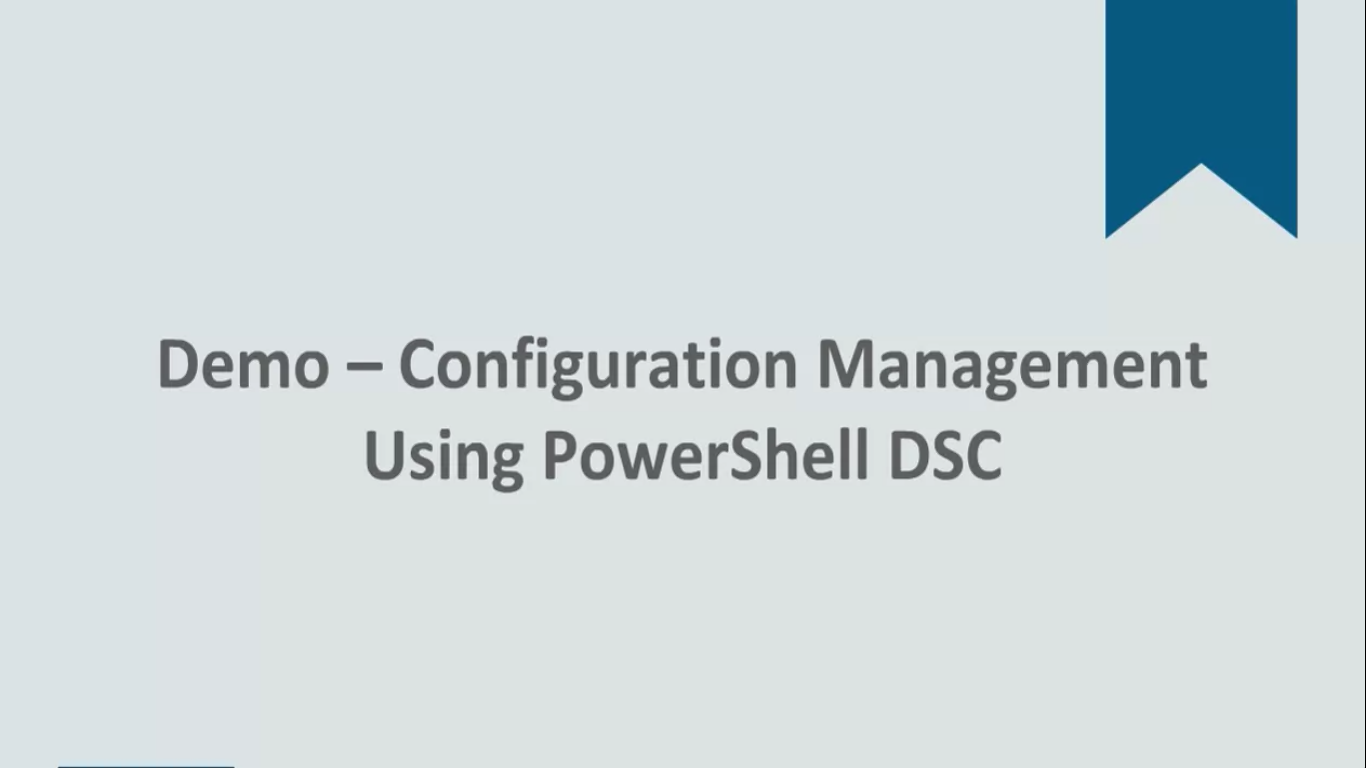 Demo – Configuration Management
Using PowerShell DSC